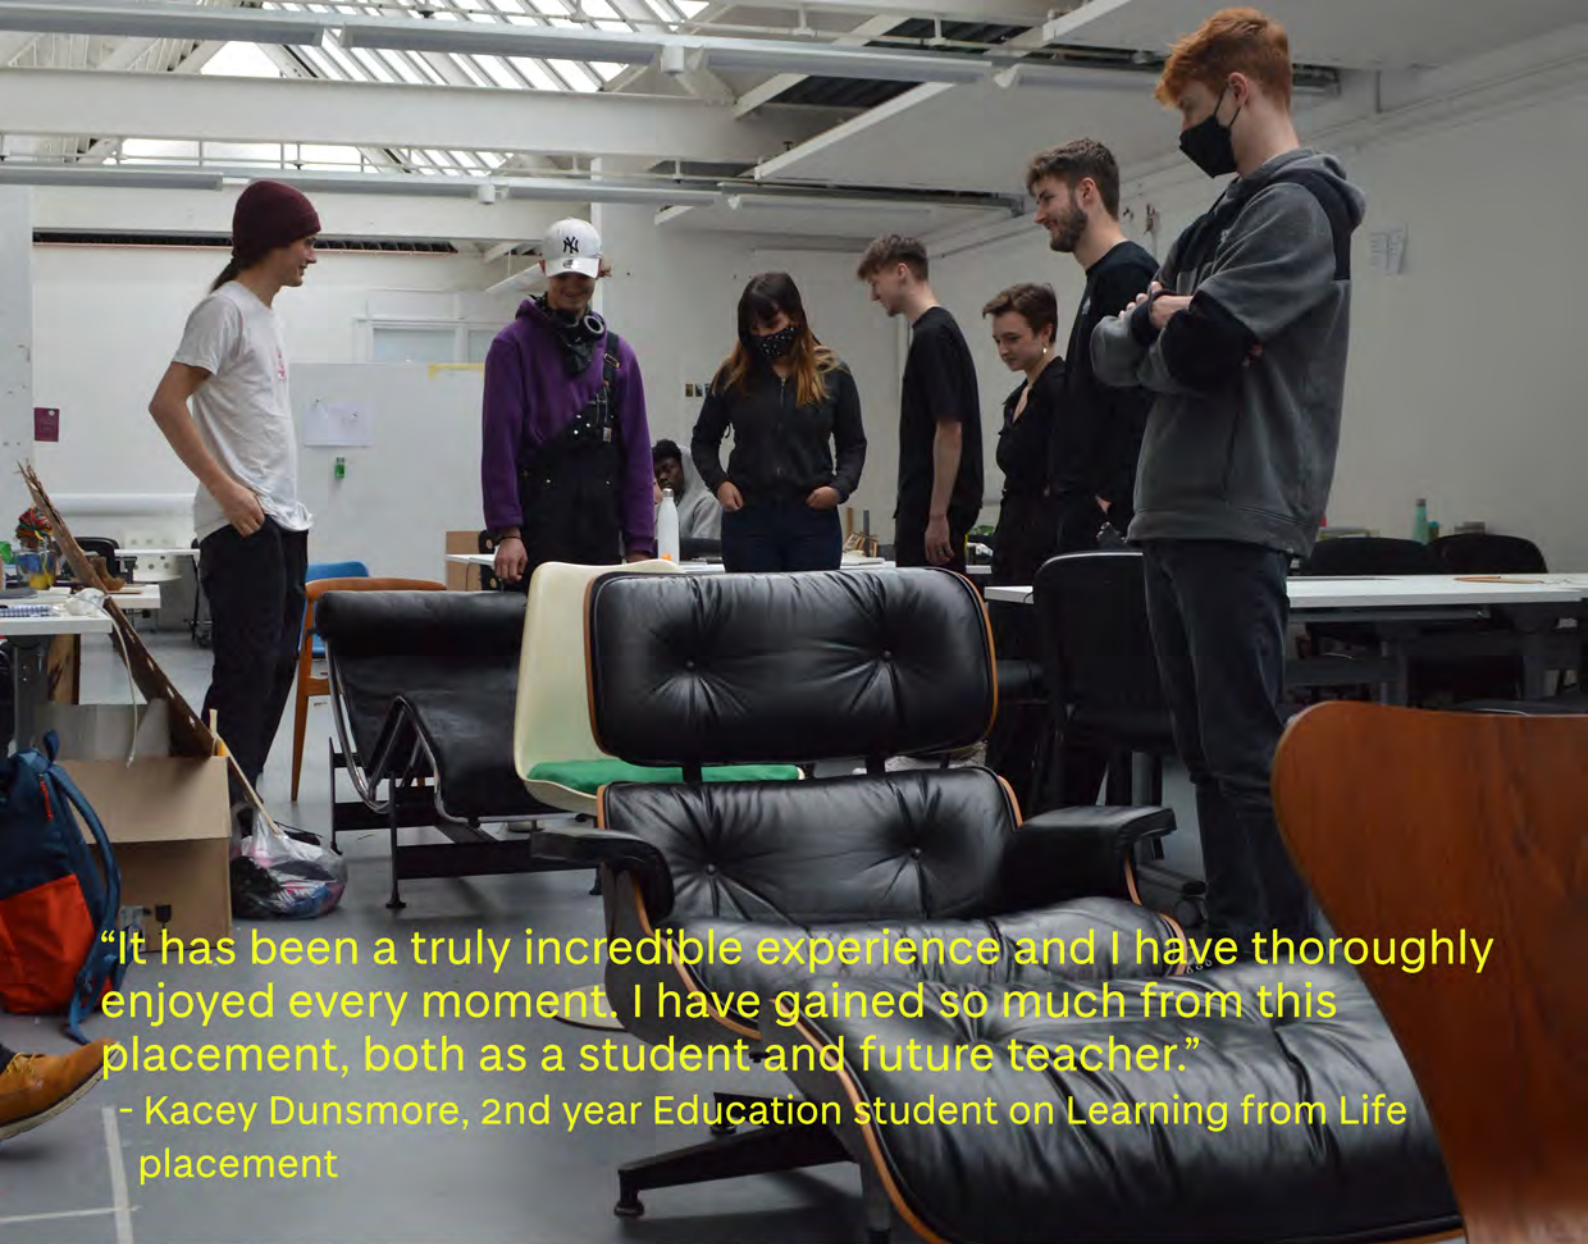 NY
“It has been a truly incredible experience and I have thoroughly
enjoyed every moment. I have gained so much from this
placement, both as a student and future teacher.”
- Kacey Dunsmore, 2nd year Education student on Learning from Life
placement